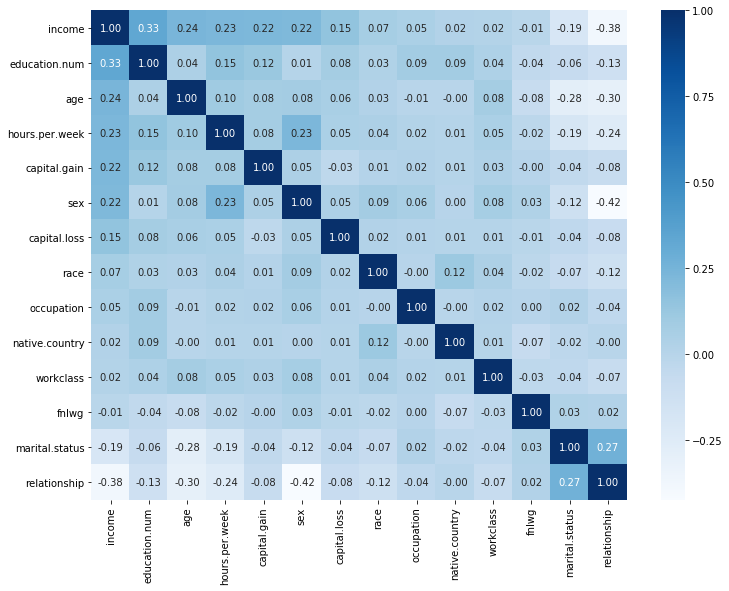 income 1.00 0.33 0.24 0.23 0.22 0.22 0.15 0.07 0.05 0.02 0.02 -0.01 -0.19 -0.38
education.num 0.33 1.00 0.04 0.15 0.12 0.01 0.08 0.03 0.09 0.09 0.04 -0.04 -0.06 -0.13
age 0.24 0.04 1.00 0.10 0.08 0.08 0.06 0.03 -0.01 -0.00 0.08 -0.08 -0.28 -0.30
hours.per.week 0.23 0.15 0.10 1.00 0.08 0.23 0.05 0.04 0.02 0.01 0.05 -0.02 -0.19 -0.24
capital.gain 0.22 0.12 0.08 0.08 1.00 0.05 -0.03 0.01 0.02 0.01 0.03 -0.00 -0.04 -0.08
sex 0.22 0.01 0.08 0.23 0.05 1.00 0.05 0.09 0.06 0.00 0.08 0.03 -0.12 -0.42
capital.loss 0.15 0.08 0.06 0.05 -0.03 0.05 1.00 0.02 0.01 0.01 0.01 -0.01 -0.04 -0.08
race 0.07 0.03 0.03 0.04 0.01 0.09 0.02 1.00 -0.00 0.12 0.04 -0.02 -0.07 -0.12
occupation 0.05 0.09 -0.01 0.02 0.02 0.06 0.01 -0.00 1.00 -0.00 0.02 0.00 0.02 -0.04
native.country 0.02 0.09 -0.00 0.01 0.01 0.00 0.01 0.12 -0.00 1.00 0.01 -0.07 -0.02 -0.00
workclass 0.02 0.04 0.08 0.05 0.03 0.08 0.01 0.04 0.02 0.01 1.00 -0.03 -0.04 -0.07
fnlwg -0.01 -0.04 -0.08 -0.02 -0.00 0.03 -0.01 -0.02 0.00 -0.07 -0.03 1.00 0.03 0.02
marital.status -0.19 -0.06 -0.28 -0.19 -0.04 -0.12 -0.04 -0.07 0.02 -0.02 -0.04 0.03 1.00 0.27
relationship -0.38 -0.13 -0.30 -0.24 -0.08 -0.42 -0.08 -0.12 -0.04 -0.00 -0.07 0.02 0.27 1.00
income education.num age hours.per.week capital.gain sex capital.loss race occupation native.country workclass fnlwg marital.status relationship
1.00
0.75
0.50
0.25
0.00
−0.25